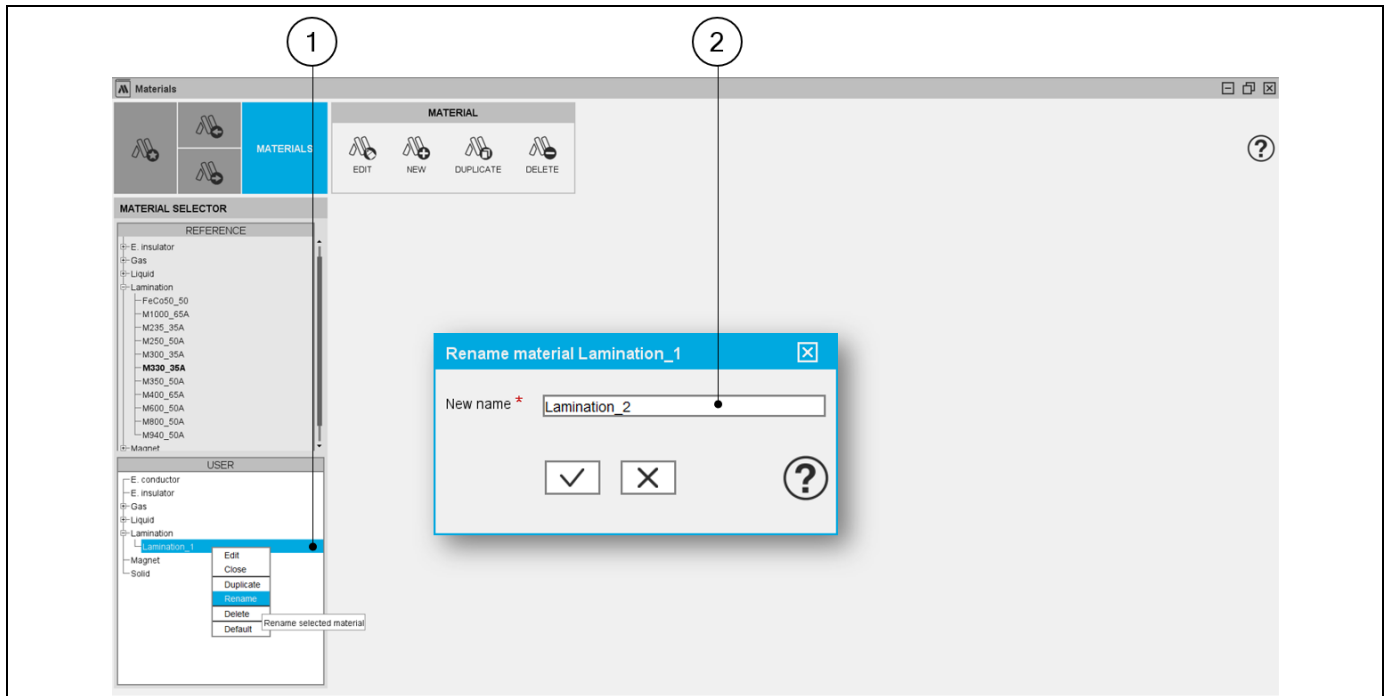 1
2
Materials
MATERIALS
MATERIAL
EDIT
NEW
DUPLICATE
DELETE
?
MATERIAL SELECTOR
REFERENCE
E. insulator
Gas
Liquid
Lamination
FeCo50_50
M1000_65A
M235_35A
M250_50A
M300_35A
M330_35A
M350_50A
M400_65A
M600_50A
M800_50A
M940_50A
Magnet
USER
E. conductor
E. insulator
Gas
Liquid
Lamination
Lamination_1
Magnet
Solid
Edit
Close
Duplicate
Rename
Delete
Default
Rename selected material
Rename material Lamination_1
New name *
Lamination_2
?